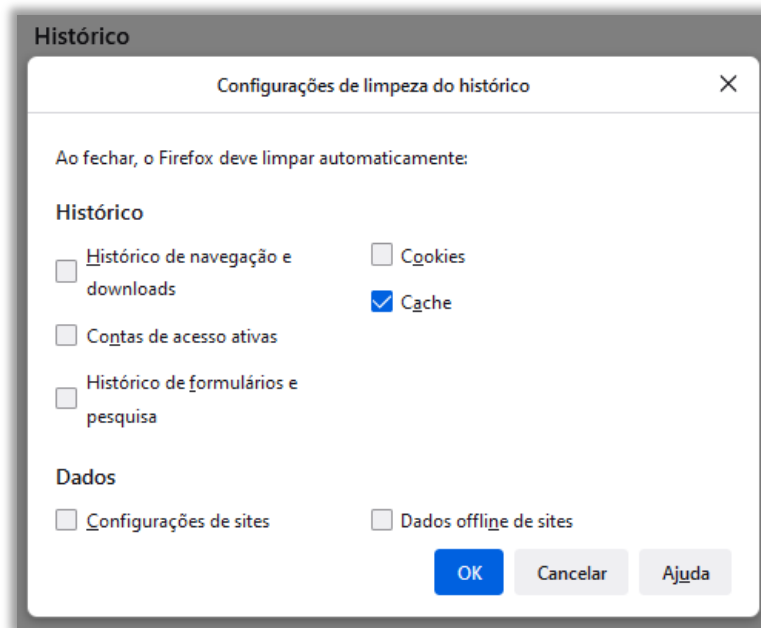 Histórico
Configurações de limpeza do histórico
Ao fechar, o Firefox deve limpar automaticamente:
Histórico
Histórico de navegação e
downloads
Cookies
Cache
Contas de acesso ativas
Histórico de formulários e
pesquisa
Dados
Configurações de sites
Dados offline de sites
OK
Cancelar
Ajuda